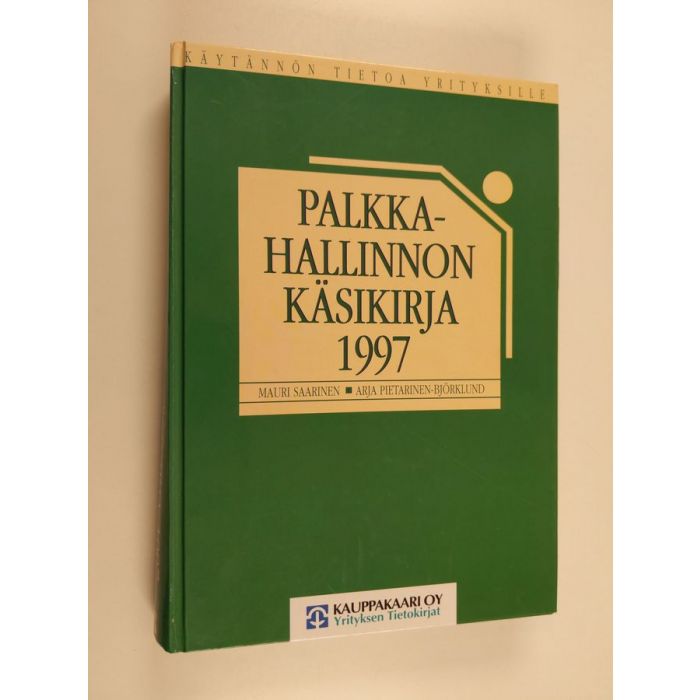 KÄYTÄNNÖN TIETOA YRITYKSILLE
PALKKA-
HALLINNON
KÄSIKIRJA
1997
MAURI SAARINEN ■ ARJA PIETARINEN-BJÖRKLUND
KAUPPAKAARI OY
Yrityksen Tietokirjat